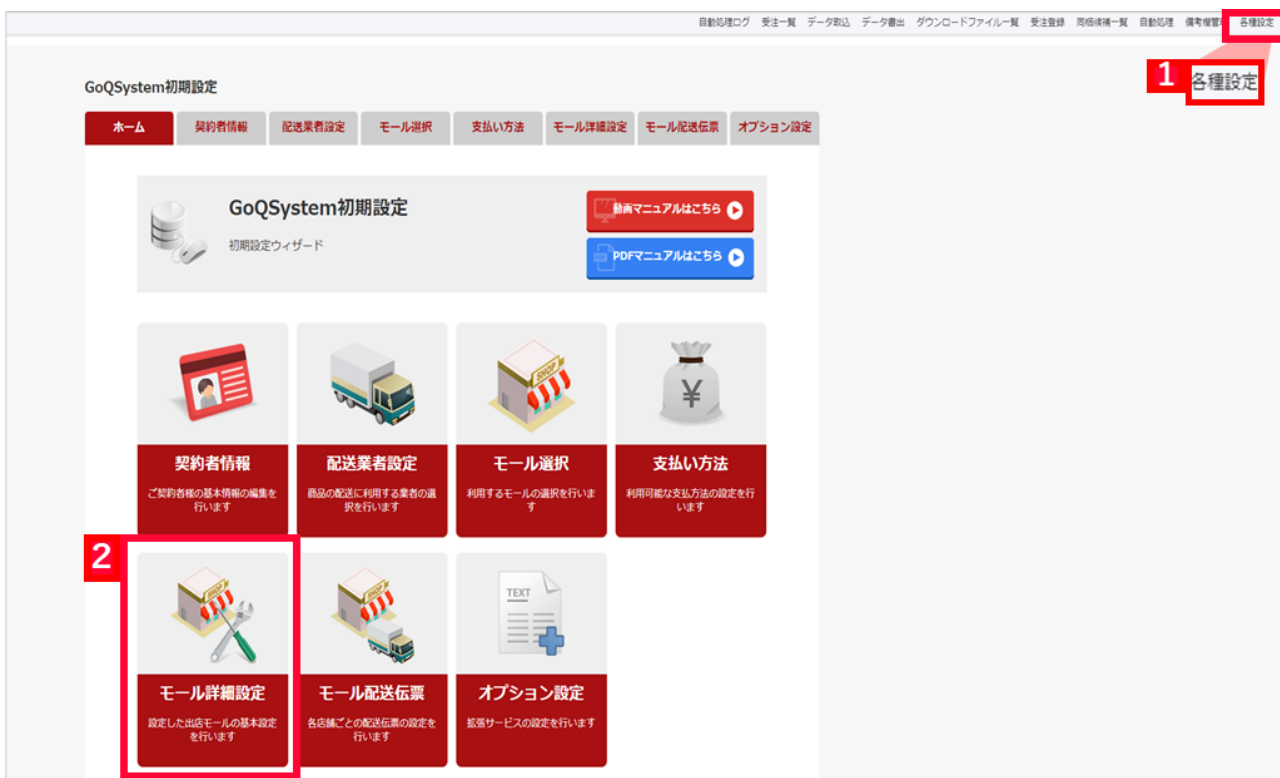 自動処理ログ 受注一覧 データ取込 データ書出 ダウンロードファイル一覧 受注登録 同梱候補一覧 自動処理 備考欄管理 各種設定
1 各種設定
GoQSystem初期設定
ホーム 契約者情報 配送業者設定 モール選択 支払い方法 モール詳細設定 モール配送伝票 オプション設定
GoQSystem初期設定
初期設定ウィザード
動画マニュアルはこちら
PDFマニュアルはこちら
SHOP
¥
契約者情報 配送業者設定 モール選択 支払い方法
ご契約者様の基本情報の編集を
行います
商品の配送に利用する業者の選
択を行います
利用するモールの選択を行いま
す
利用可能な支払方法の設定を行
います
2
SHOP
SHOP
TEXT
モール詳細設定 モール配送伝票 オプション設定
設定した出店モールの基本設定
を行います
各店舗ごとの配送伝票の設定を
行います
拡張サービスの設定を行います